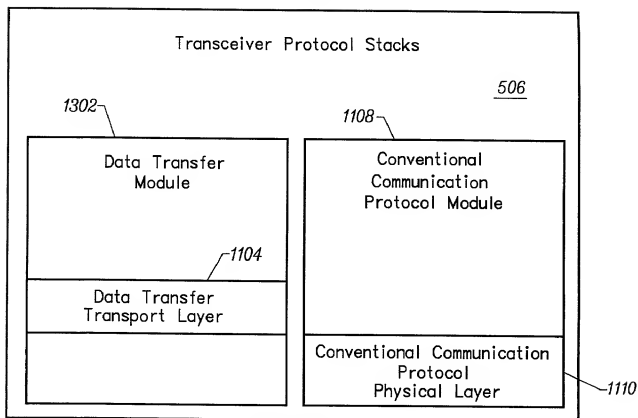 Transceiver Protocol Stacks
506
1302
1108
Data Transfer
Module
Conventional
Communication
Protocol Module
1104
Data Transfer
Transport Layer
Conventional Communication
Protocol
Physical Layer
1110